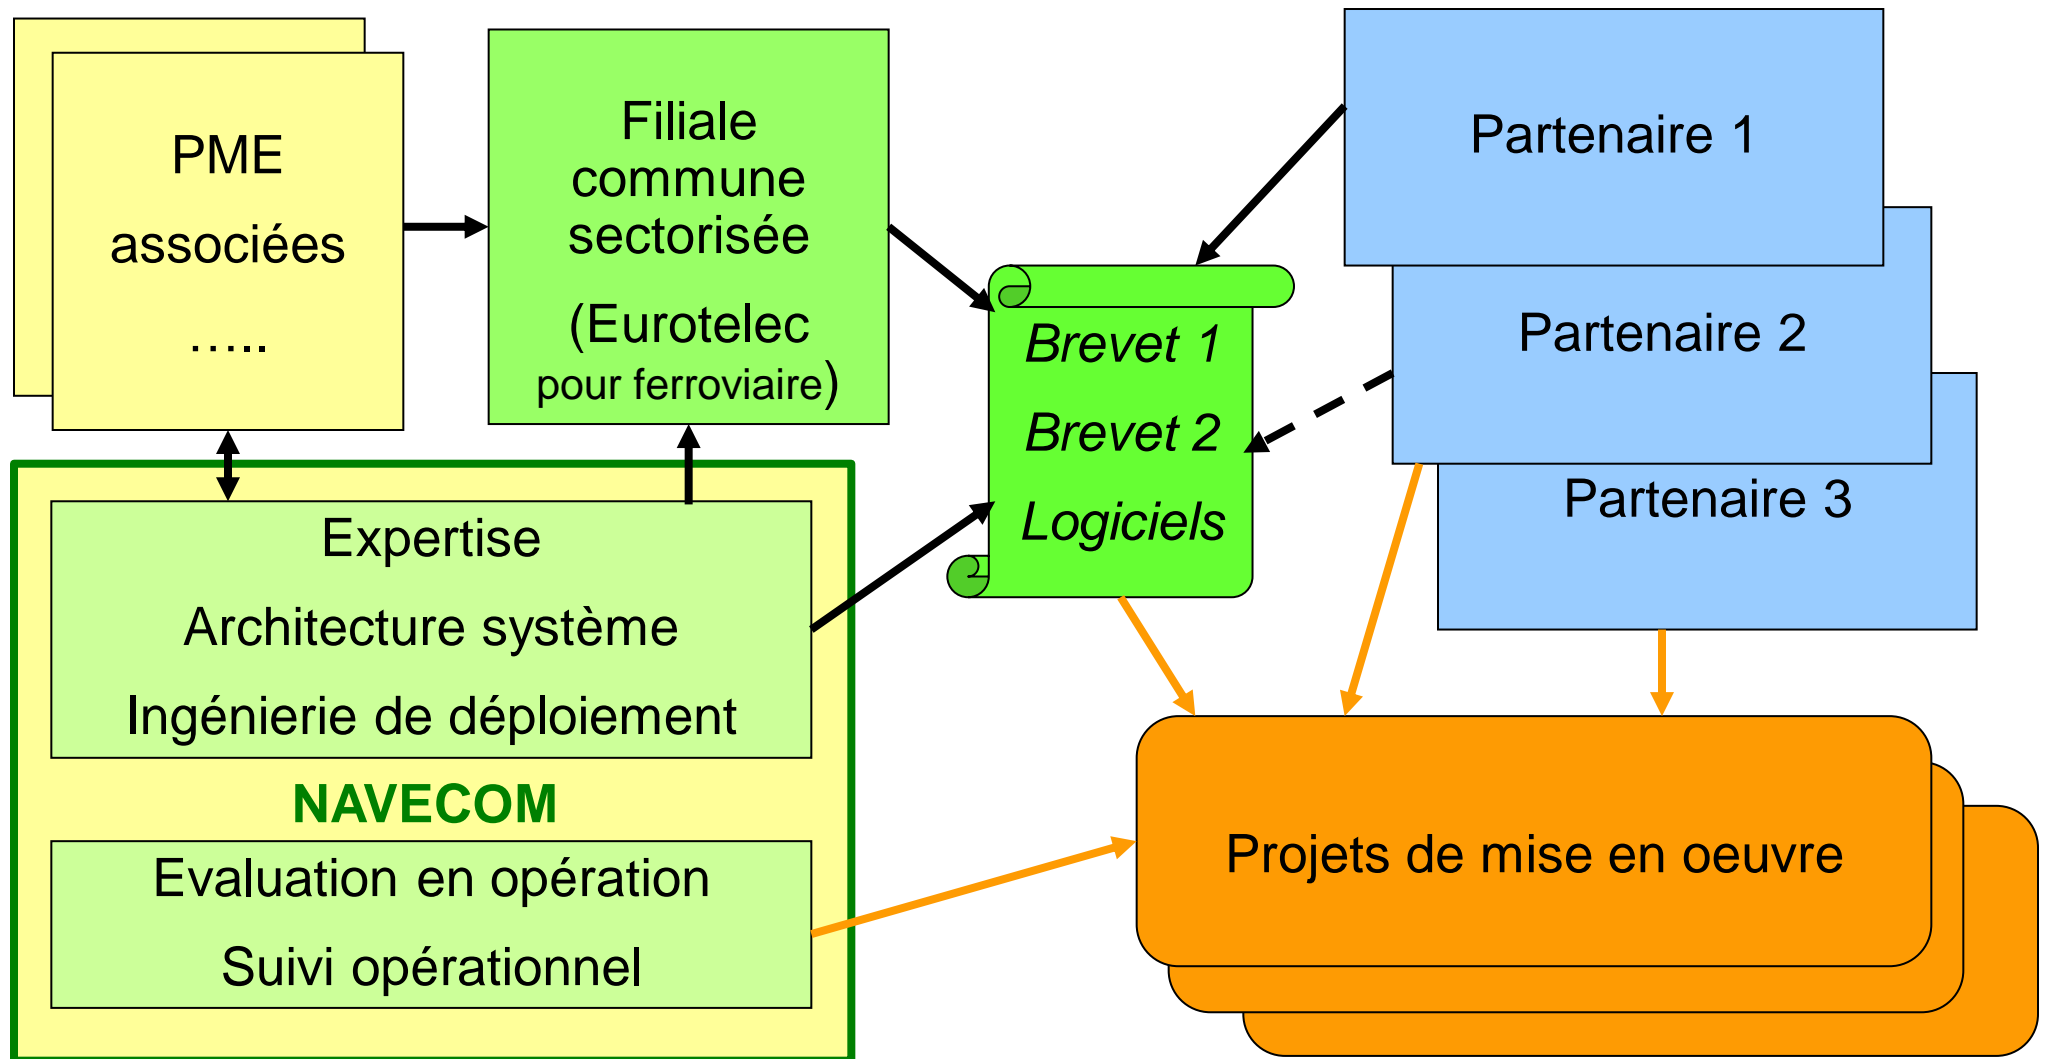 PME
associées
…..
Filiale
commune
sectorisée
(Eurotelec
pour ferroviaire)
Partenaire 1
Partenaire 2
Partenaire 3
Brevet 1
Brevet 2
Logiciels
Expertise
Architecture système
Ingénierie de déploiement
NAVECOM
Evaluation en opération
Suivi opérationnel
Projets de mise en oeuvre